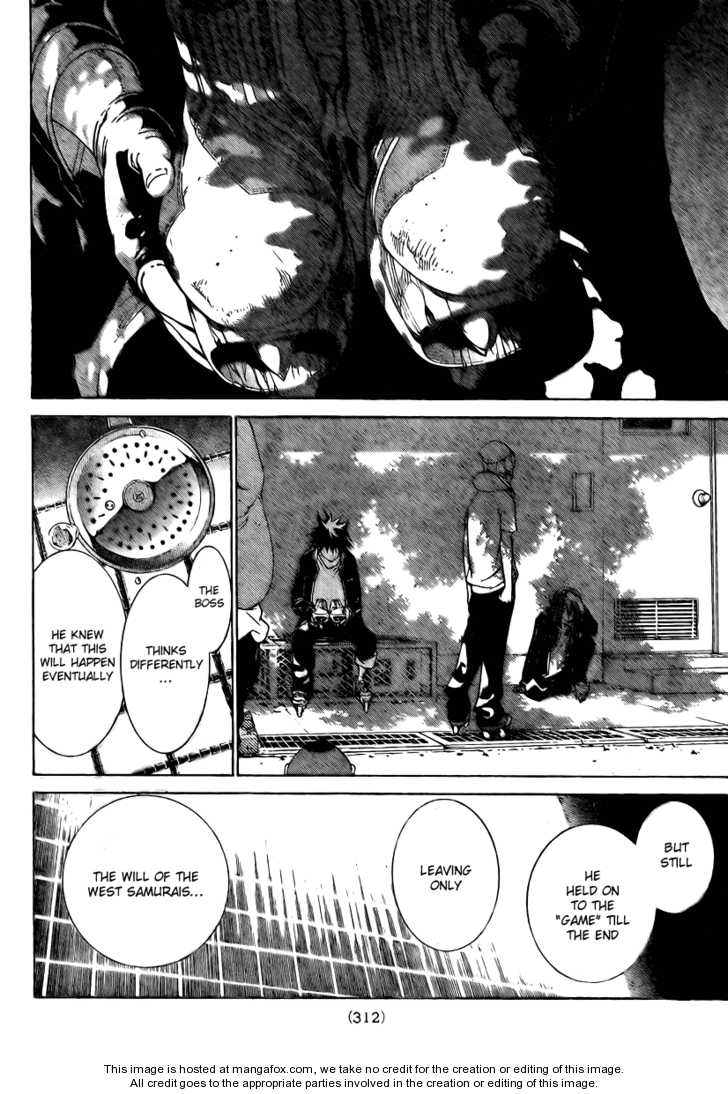 THE
BOSS
THINKS
DIFFERENTLY
...
HE KNEW
THAT THIS
WILL HAPPEN
EVENTUALLY
BUT
STILL
HE
HELD ON
TO THE
"GAME" TILL
THE END
LEAVING
ONLY
THE WILL OF THE
WEST SAMURAIS...
(312)
This image is hosted at mangafox.com, we take no credit for the creation or editing of this image.
All credit goes to the appropriate parties involved in the creation or editing of this image.